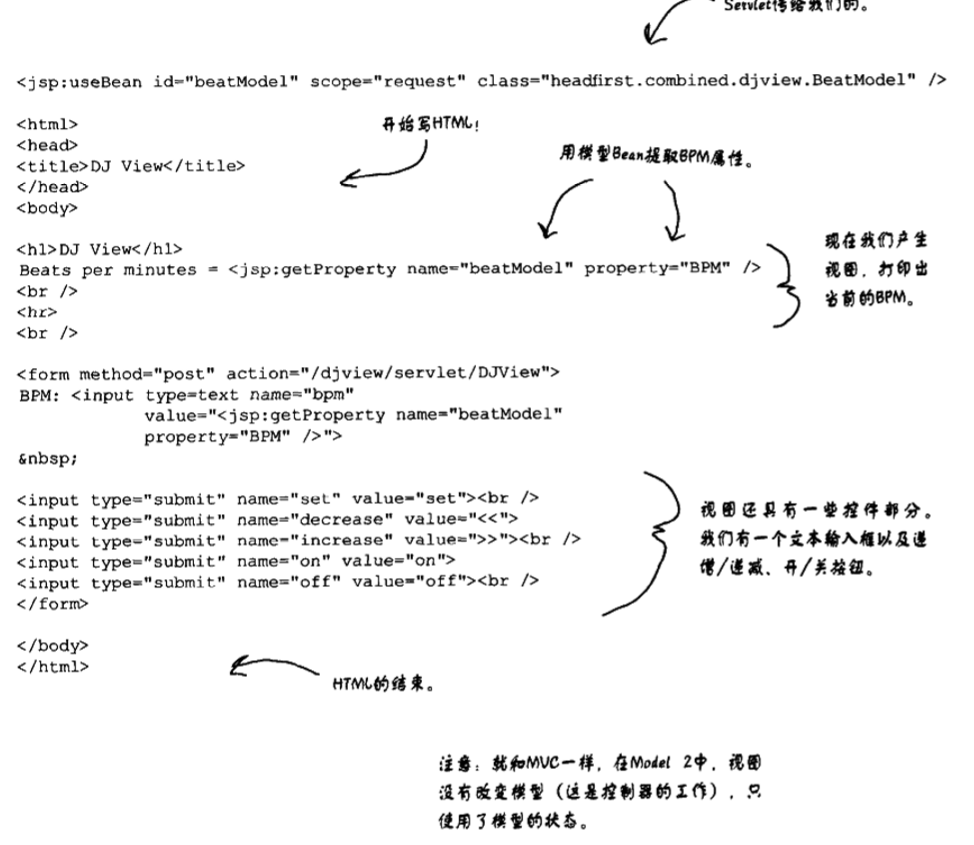 Servlet传给我们的。
<jsp:useBean id="beatModel" scope="request" class="headfirst.combined.djview.BeatModel" />
<html>
开始写HTML!
<head>
用模型Bean提取BPM属性。
<title>DJ View</title>
</head>
<body>
<h1>DJ View</h1>
现在我们产生
Beats per minutes = <jsp:getProperty name="beatModel" property="BPM" />
视图，打印出
<br />
当前的BPM。
<hr>
<br />
<form method="post" action="/djview/servlet/DJView">
BPM: <input type=text name="bpm"
value="<jsp:getProperty name="beatModel"
property="BPM" />">
&nbsp;
<input type="submit" name="set" value="set"><br />
<input type="submit" name="decrease" value="<<">
<input type="submit" name="increase" value=">>"><br />
<input type="submit" name="on" value="on">
<input type="submit" name="off" value="off"><br />
</form>
视图还具有一些控件部分。
我们有一个文本输入框以及递
增/递减、开/关按钮。
</body>
</html>
HTML的结束。
注意：就和MVC一样，在Model 2中，视图
没有改变模型（这是控制器的工作），只
使用了模型的状态。